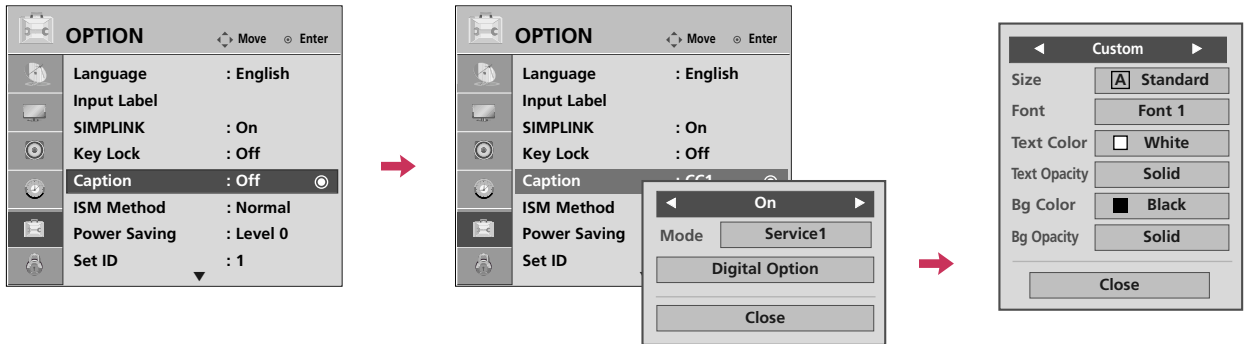 OPTION Move Enter
Language : English
Input Label
SIMPLINK : On
Key Lock : Off
Caption : Off
ISM Method : Normal
Power Saving : Level 0
Set ID : 1
OPTION Move Enter
Language : English
Input Label
SIMPLINK : On
Key Lock : Off
Caption : CC1
ISM Method
Power Saving
Set ID
On
Mode Service1
Digital Option
Close
Custom
Size A Standard
Font Font 1
Text Color White
Text Opacity Solid
Bg Color Black
Bg Opacity Solid
Close